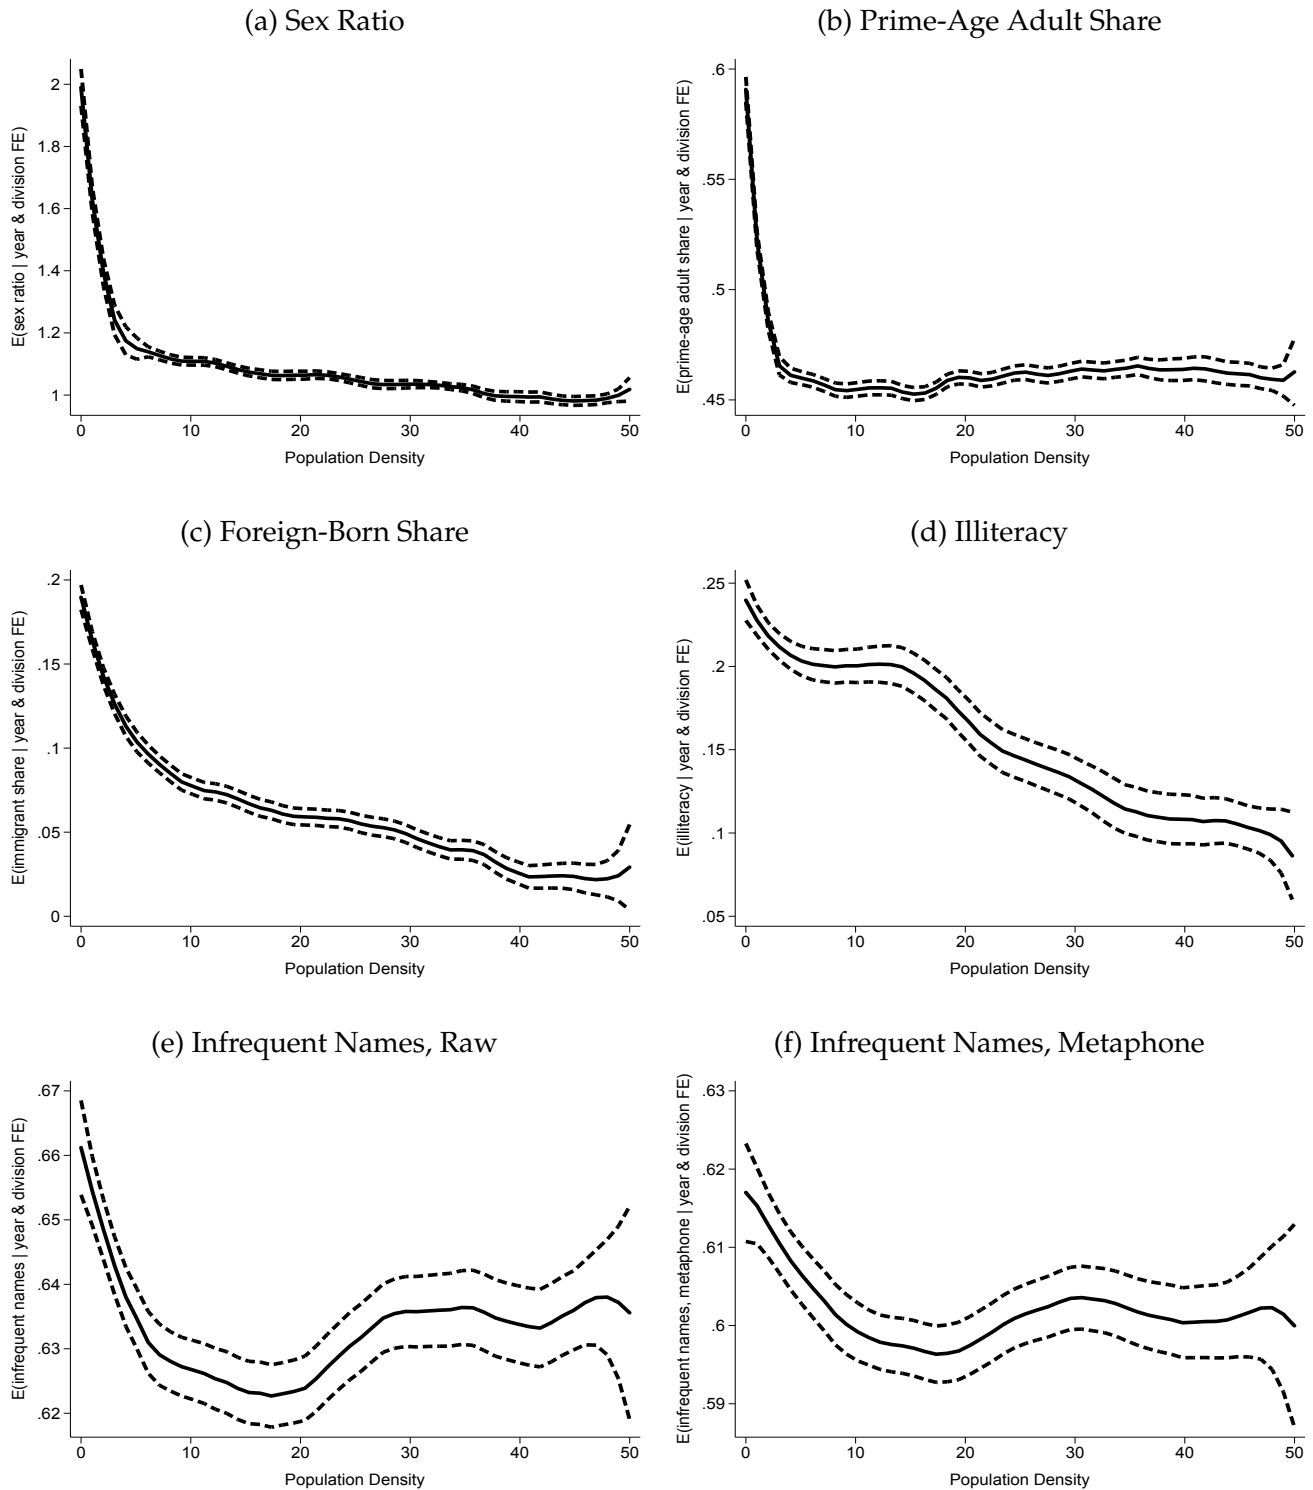 (a) Sex Ratio
E(sex ratio | year & division FE)
2
1.8
1.6
1.4
1.2
1
0 10 20 30 40 50
Population Density
(b) Prime-Age Adult Share
E(prime-age adult share | year & division FE)
.6
.55
.5
.45
0 10 20 30 40 50
Population Density
(c) Foreign-Born Share
E(immigrant share | year & division FE)
.2
.15
.1
.05
0
0 10 20 30 40 50
Population Density
(d) Illiteracy
E(illiteracy | year & division FE)
.25
.2
.15
.1
.05
0 10 20 30 40 50
Population Density
(e) Infrequent Names, Raw
E(infrequent names | year & division FE)
.67
.66
.65
.64
.63
.62
0 10 20 30 40 50
Population Density
(f) Infrequent Names, Metaphone
E(infrequent names, metaphone | year & division FE)
.63
.62
.61
.6
.59
0 10 20 30 40 50
Population Density